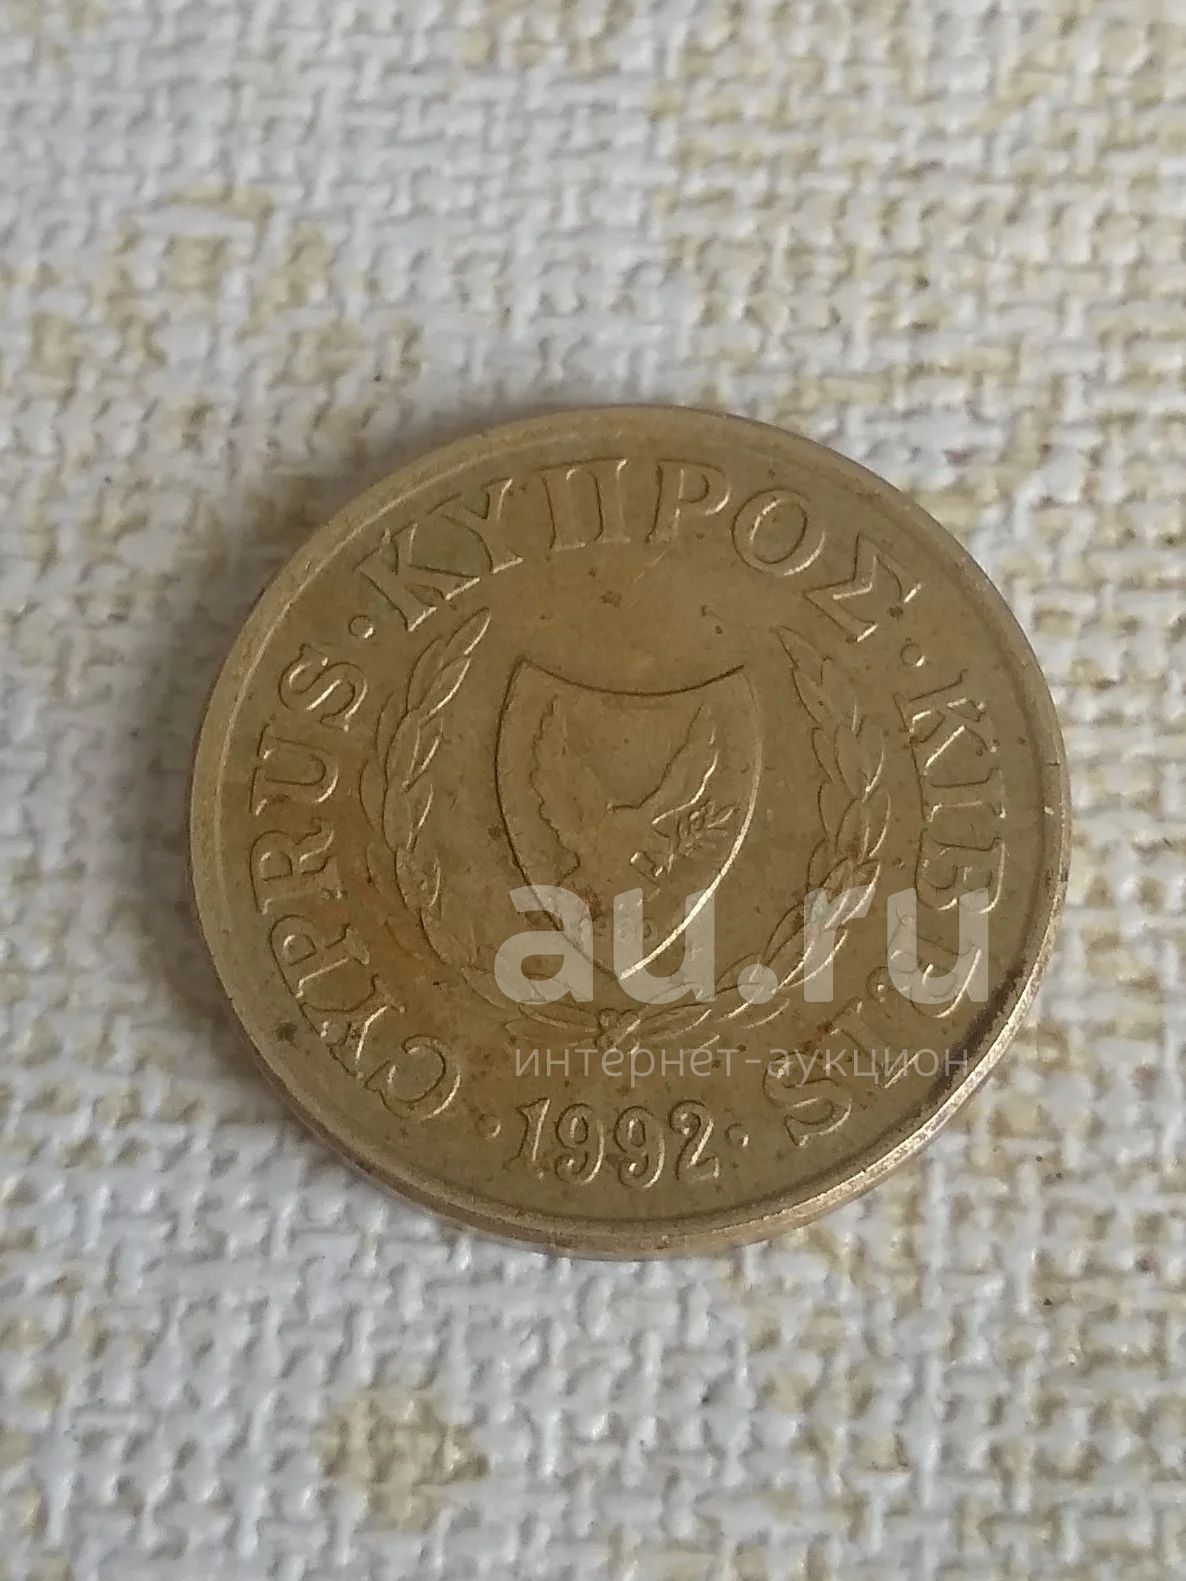 CYPRUS · ΚΥΠΡΟΣ · KIBRIS · 1992 ·
au.ru
интернет-аукцион